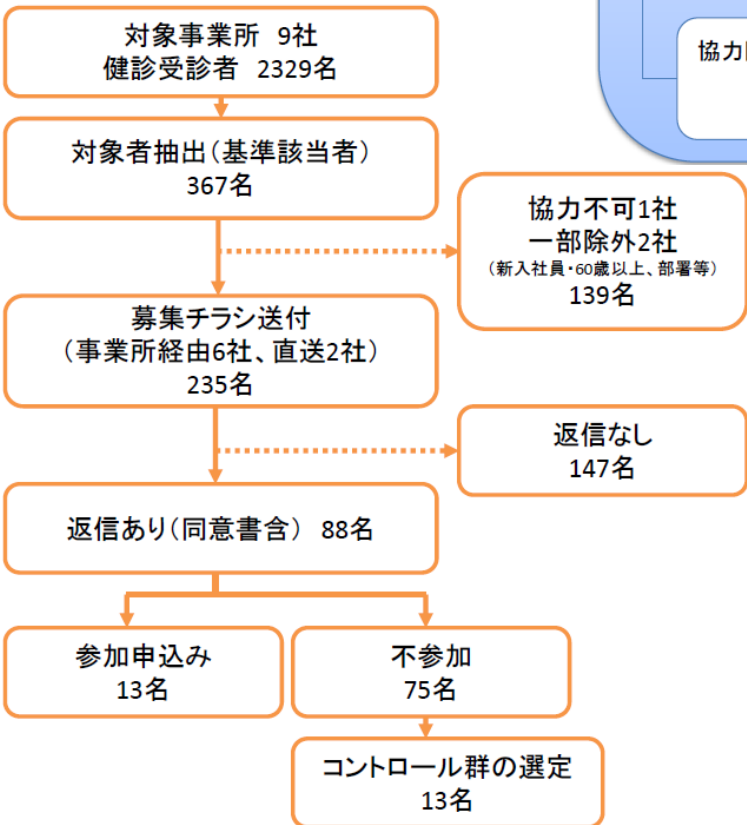 対象事業所 9社
健診受診者 2329名
協力
対象者抽出（基準該当者）
367名
協力不可1社
一部除外2社
（新入社員・60歳以上、部署等）
139名
募集チラシ送付
（事業所経由6社、直送2社）
235名
返信なし
147名
返信あり（同意書含） 88名
参加申込み
13名
不参加
75名
コントロール群の選定
13名